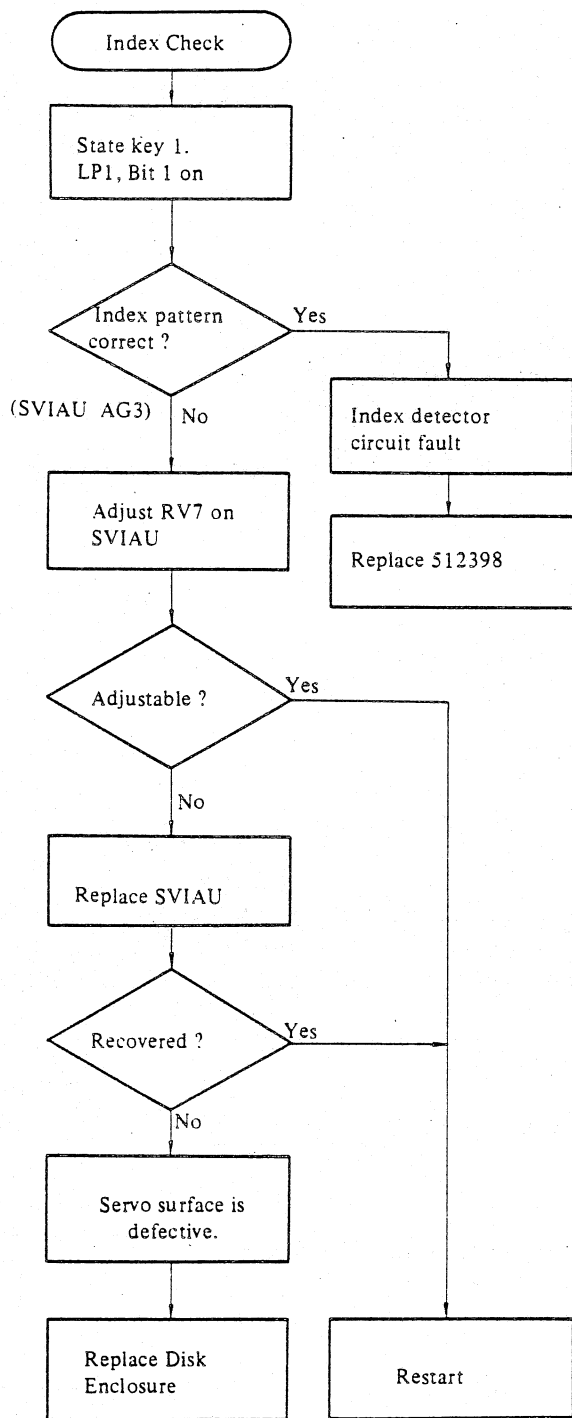 Index Check
State key 1.
LP1, Bit 1 on
Index pattern
correct ?
Yes
(SVIAU AG3)
No
Index detector
circuit fault
Adjust RV7 on
SVIAU
Replace 512398
Adjustable ?
Yes
No
Replace SVIAU
Recovered ?
Yes
No
Servo surface is
defective.
Replace Disk
Enclosure
Restart